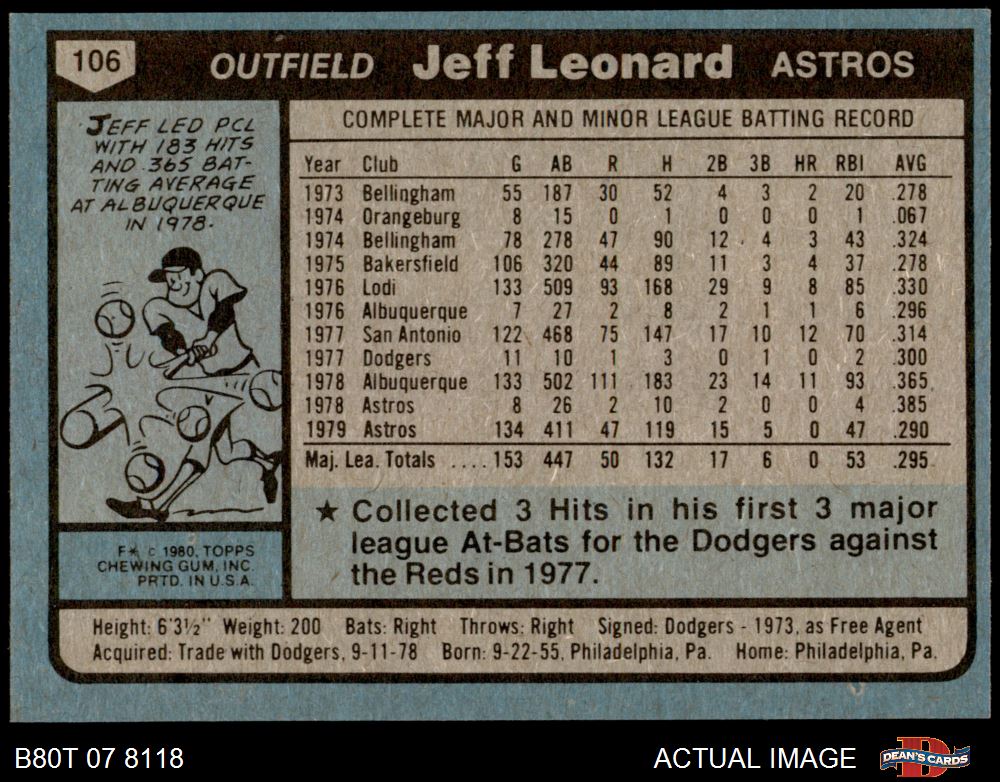 106 OUTFIELD Jeff Leonard ASTROS
JEFF LED PCL
WITH 183 HITS
AND .365 BAT-
TING AVERAGE
AT ALBUQUERQUE
IN 1978.
COMPLETE MAJOR AND MINOR LEAGUE BATTING RECORD
Year Club G AB R H 2B 3B HR RBI AVG
1973 Bellingham 55 187 30 52 4 3 2 20 .278
1974 Orangeburg 8 15 0 1 0 0 0 1 .067
1974 Bellingham 78 278 47 90 12 4 3 43 .324
1975 Bakersfield 106 320 44 89 11 3 4 37 .278
1976 Lodi 133 509 93 168 29 9 8 85 .330
1976 Albuquerque 7 27 2 8 2 1 1 6 .296
1977 San Antonio 122 468 75 147 17 10 12 70 .314
1977 Dodgers 11 10 1 3 0 1 0 2 .300
1978 Albuquerque 133 502 111 183 23 14 11 93 .365
1978 Astros 8 26 2 10 2 0 0 4 .385
1979 Astros 134 411 47 119 15 5 0 47 .290
Maj. Lea. Totals ....153 447 50 132 17 6 0 53 .295
★ Collected 3 Hits in his first 3 major
league At-Bats for the Dodgers against
the Reds in 1977.
F* © 1980, TOPPS
CHEWING GUM, INC.
PRTD. IN U.S.A.
Height: 6'3½" Weight: 200 Bats: Right Throws: Right Signed: Dodgers - 1973, as Free Agent
Acquired: Trade with Dodgers, 9-11-78 Born: 9-22-55, Philadelphia, Pa. Home: Philadelphia, Pa.
B80T 07 8118 ACTUAL IMAGE DEAN'S CARDS